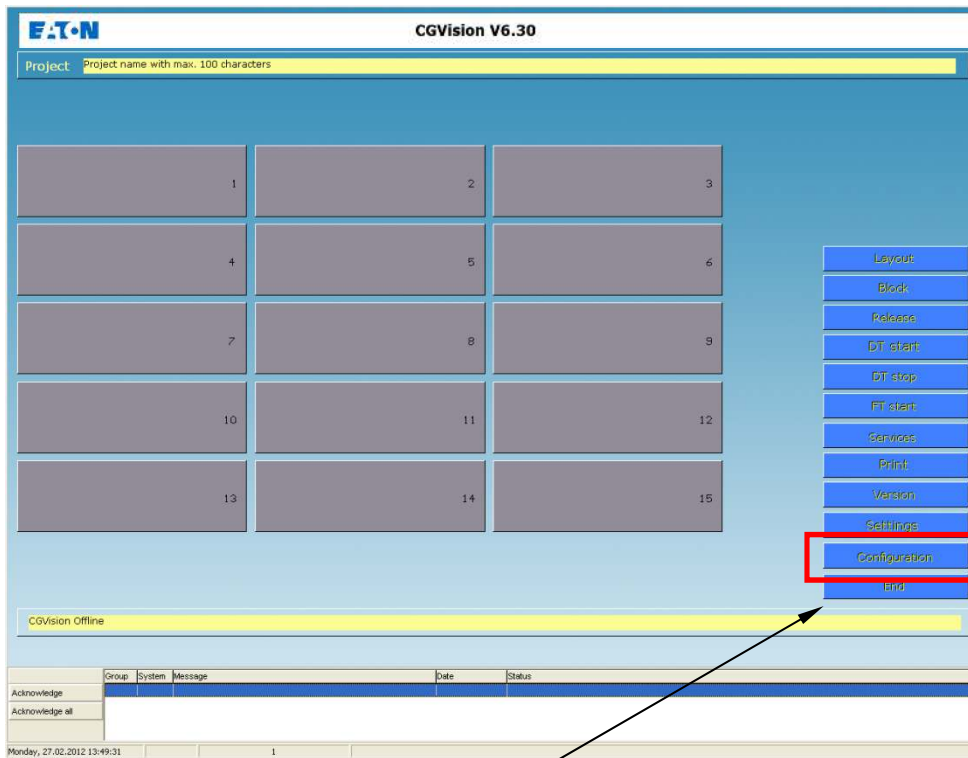 EATON
CGVision V6.30
Project Project name with max. 100 characters
1 2 3
4 5 6
7 8 9
10 11 12
13 14 15
Layout
Block
Release
DT start
DT stop
FT start
Services
Print
Version
Settings
Configuration
End
CGVision Offline
Group System Message Date Status
Acknowledge
Acknowledge all
Monday, 27.02.2012 13:49:31 1